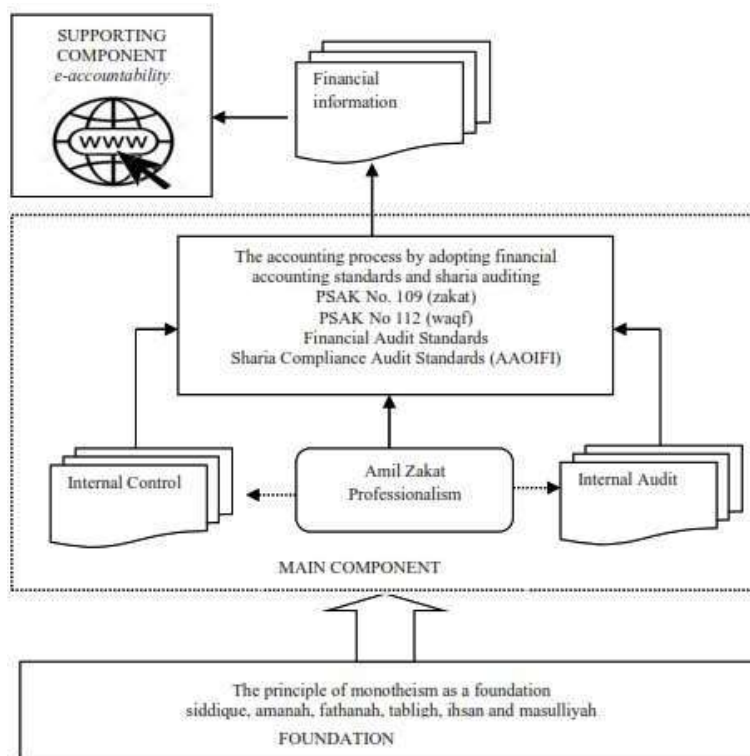 SUPPORTING
COMPONENT
e-accountability
WWW
Financial
information
The accounting process by adopting financial
accounting standards and sharia auditing
PSAK No. 109 (zakat)
PSAK No 112 (waqf)
Financial Audit Standards
Sharia Compliance Audit Standards (AAOIFI)
Internal Control
Amil Zakat
Professionalism
Internal Audit
MAIN COMPONENT
The principle of monotheism as a foundation
siddique, amanah, fathanah, tabligh, ihsan and masulliyah
FOUNDATION